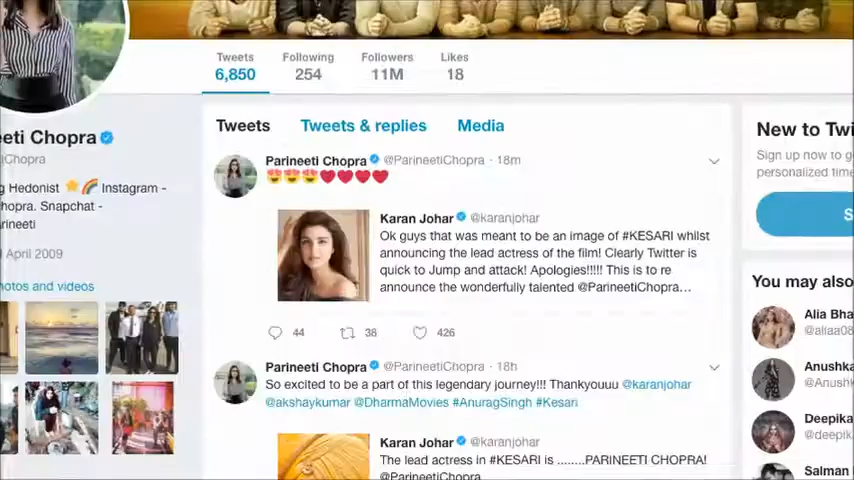 Tweets Following Followers Likes
6,850 254 11M 18
eeti Chopra
iChopra
g Hedonist Instagram -
hopra. Snapchat -
rineeti
April 2009
hotos and videos
Tweets Tweets & replies Media
Parineeti Chopra @ParineetiChopra · 18m
Karan Johar @karanjohar
Ok guys that was meant to be an image of #KESARI whilst
announcing the lead actress of the film! Clearly Twitter is
quick to Jump and attack! Apologies!!!!! This is to re
announce the wonderfully talented @ParineetiChopra...
44 38 426
Parineeti Chopra @ParineetiChopra · 18h
So excited to be a part of this legendary journey!!! Thankyouuu @karanjohar
@akshaykumar @DharmaMovies #AnuragSingh #Kesari
Karan Johar @karanjohar
The lead actress in #KESARI is ........PARINEETI CHOPRA!
@ParineetiChopra
New to Twi
Sign up now to g
personalized time
S
You may also
Alia Bha
@aliaa08
Anushka
@Anushk
Deepika
@deepik
Salman